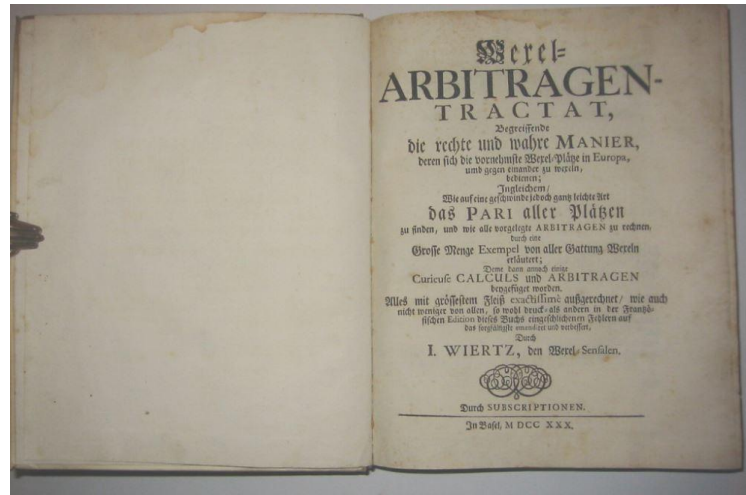 Wexel-
ARBITRAGEN-
TRACTAT,
Begreiffende
die rechte und wahre MANIER,
deren sich die vornehmste Wexel-Plätze in Europa,
umb gegen einander zu wexeln,
bedienen;
Ingleichem/
Wie auf eine geschwinde jedoch gantz leichte Art
das PARI aller Plätzen
zu finden, und wie alle vorgelegte ARBITRAGEN zu rechnen.
durch eine
Grosse Menge Exempel von aller Gattung Wexeln
erläutert;
Deme dann annoch einige
Curieuse CALCULS und ARBITRAGEN
beygefüget worden.
Alles mit grössestem Fleiß exactissimè außgerechnet/ wie auch
nicht weniger von allen, so wohl druck-als andern in der Frantzö-
sischen Edition dieses Buchs eingeschlichenen Fehlern auf
das sorgfältigste emendiret und verbessert,
Durch
I. WIERTZ, den Wexel-Sensalen.
Durch SUBSCRIPTIONEN.
In Basel, M DCC XXX.